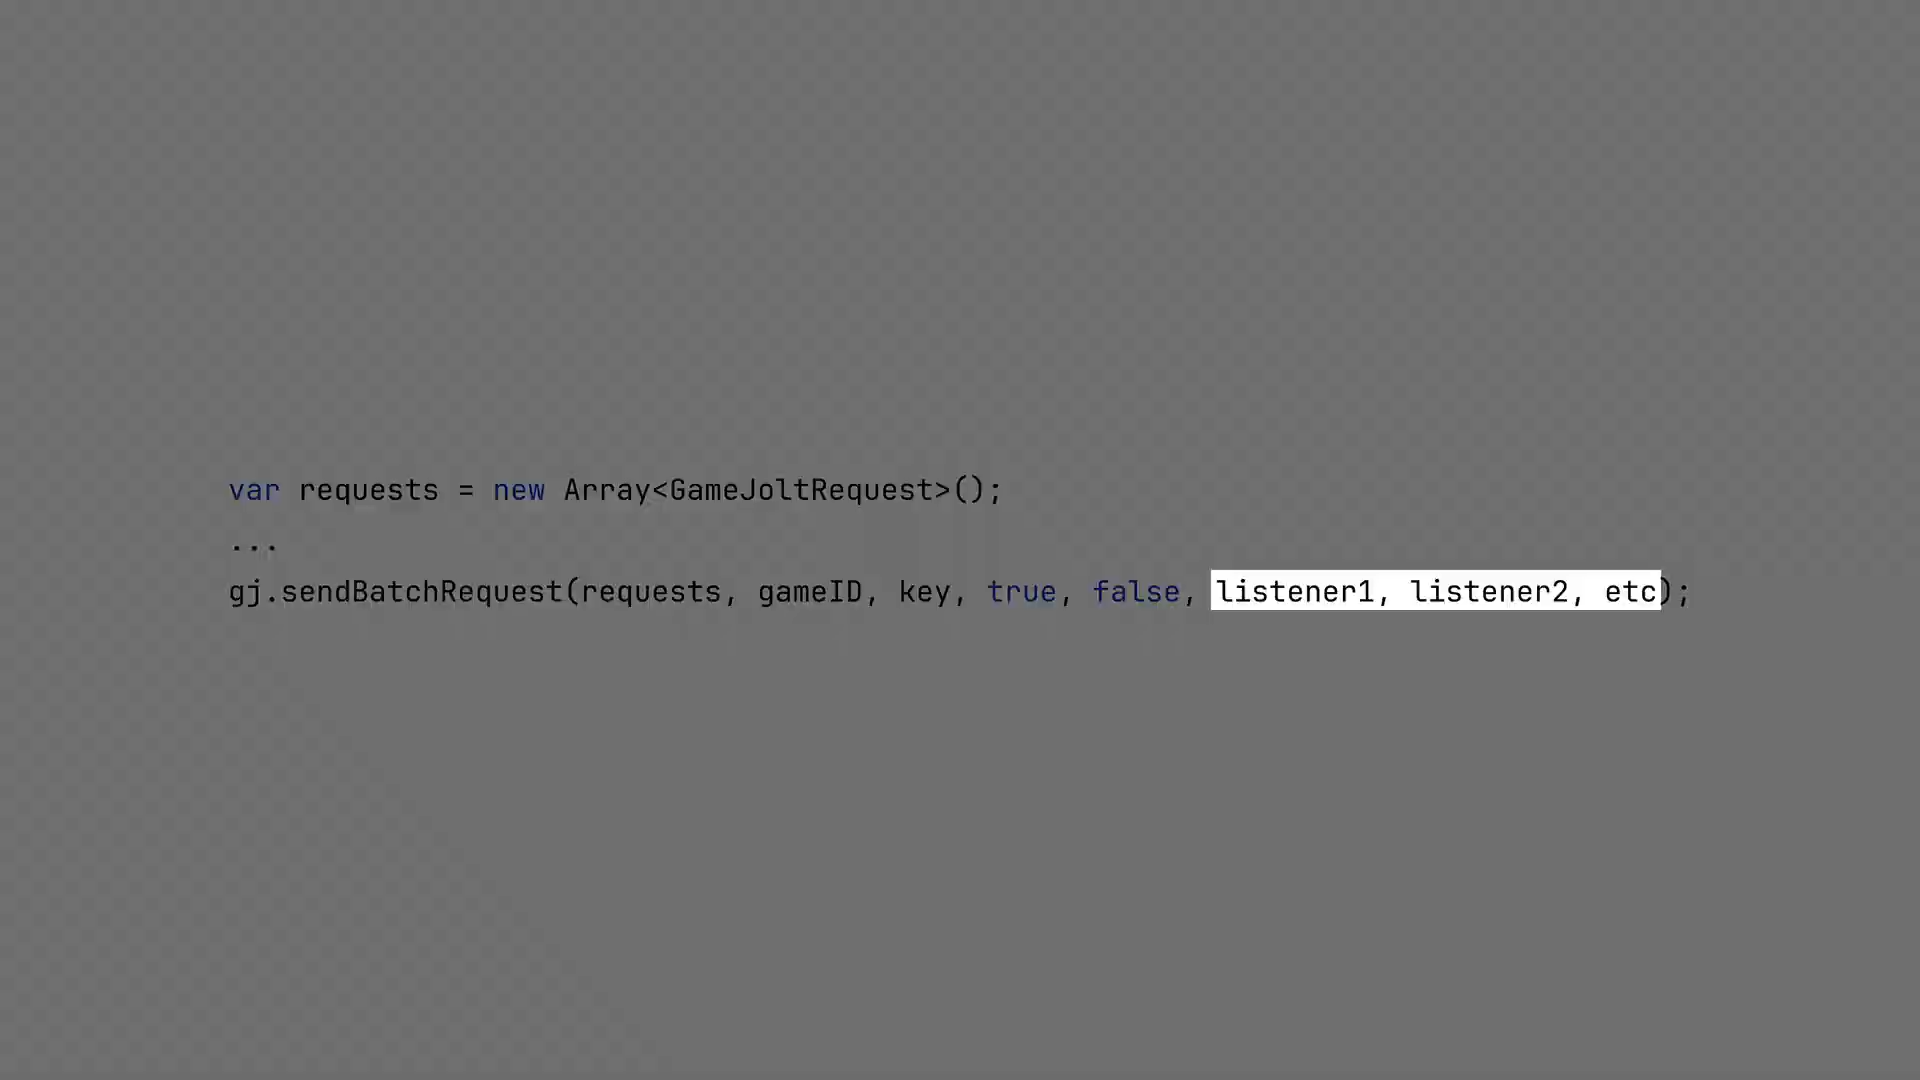 var requests = new Array<GameJoltRequest>();
...
gj.sendBatchRequest(requests, gameID, key, true, false, listener1, listener2, etc);